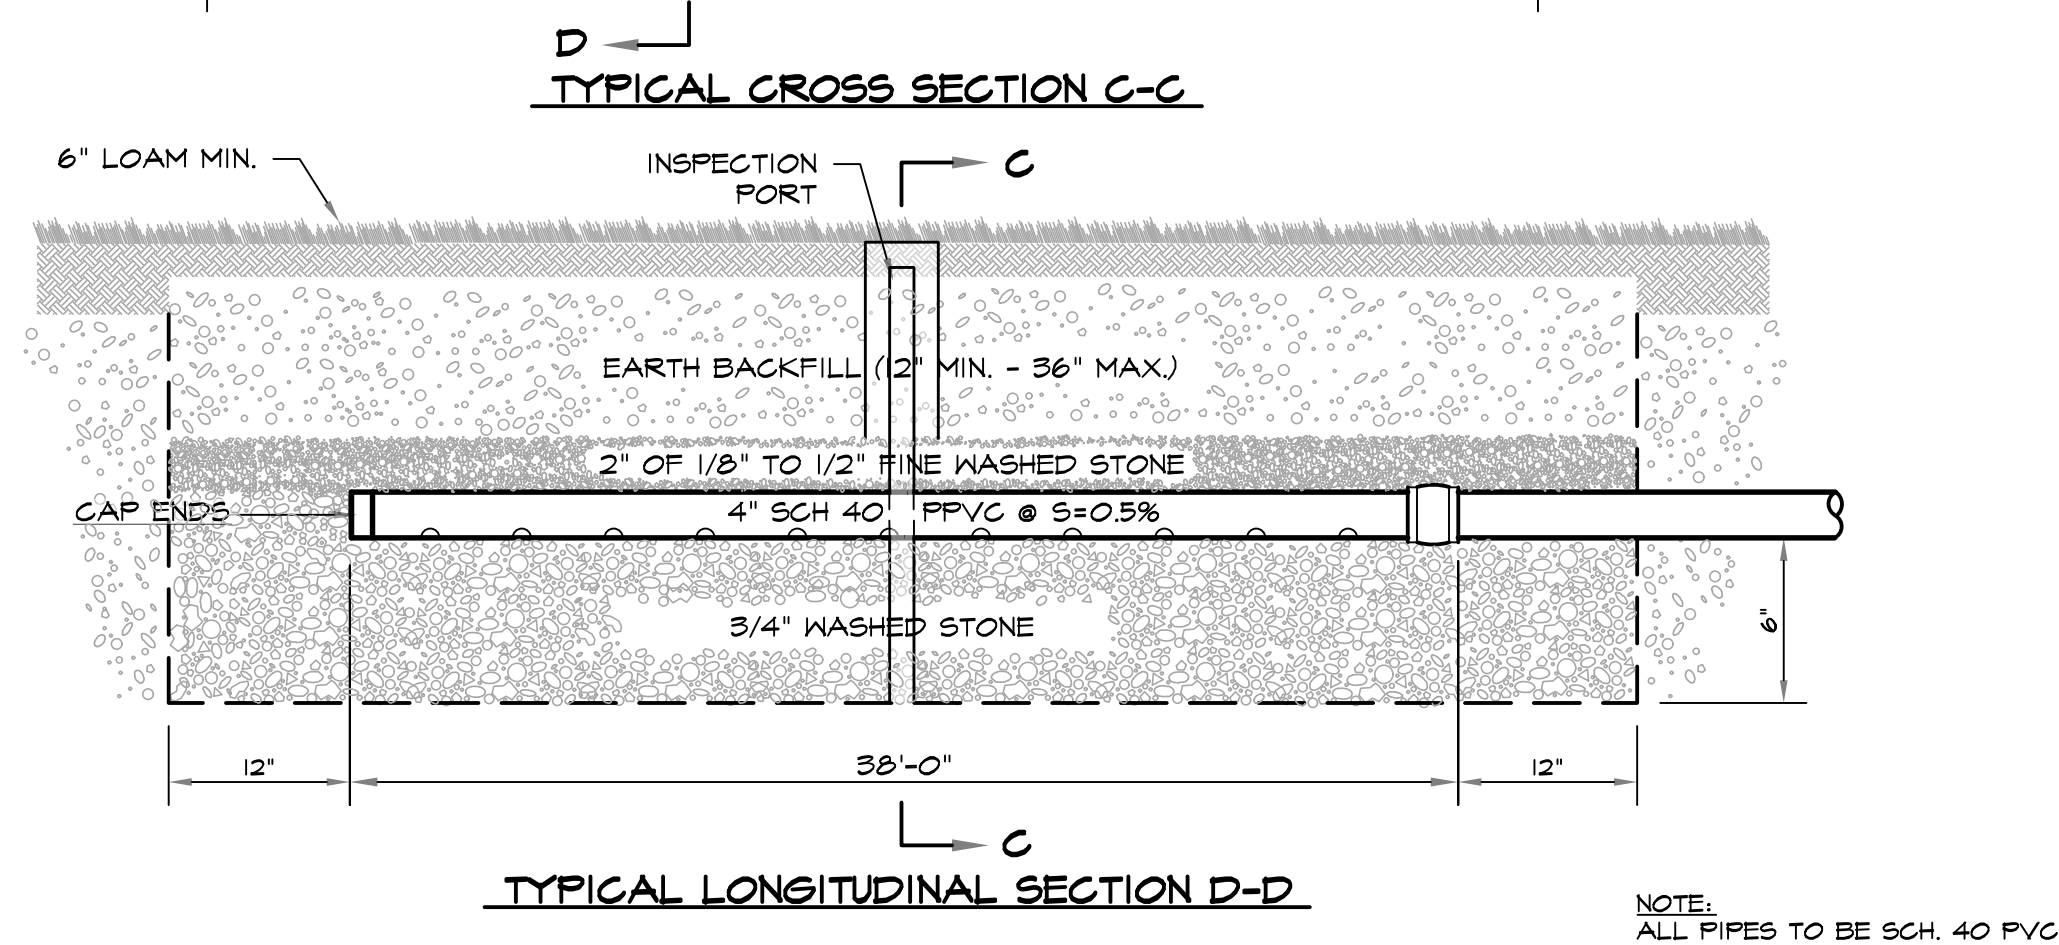 D
TYPICAL CROSS SECTION C-C
6" LOAM MIN.
INSPECTION
PORT
C
EARTH BACKFILL (12" MIN. - 36" MAX.)
2" OF 1/8" TO 1/2" FINE WASHED STONE
CAP ENDS
4" SCH 40 PPVC @ S=0.5%
3/4" WASHED STONE
6"
12"
38'-0"
12"
C
TYPICAL LONGITUDINAL SECTION D-D
NOTE:
ALL PIPES TO BE SCH. 40 PVC